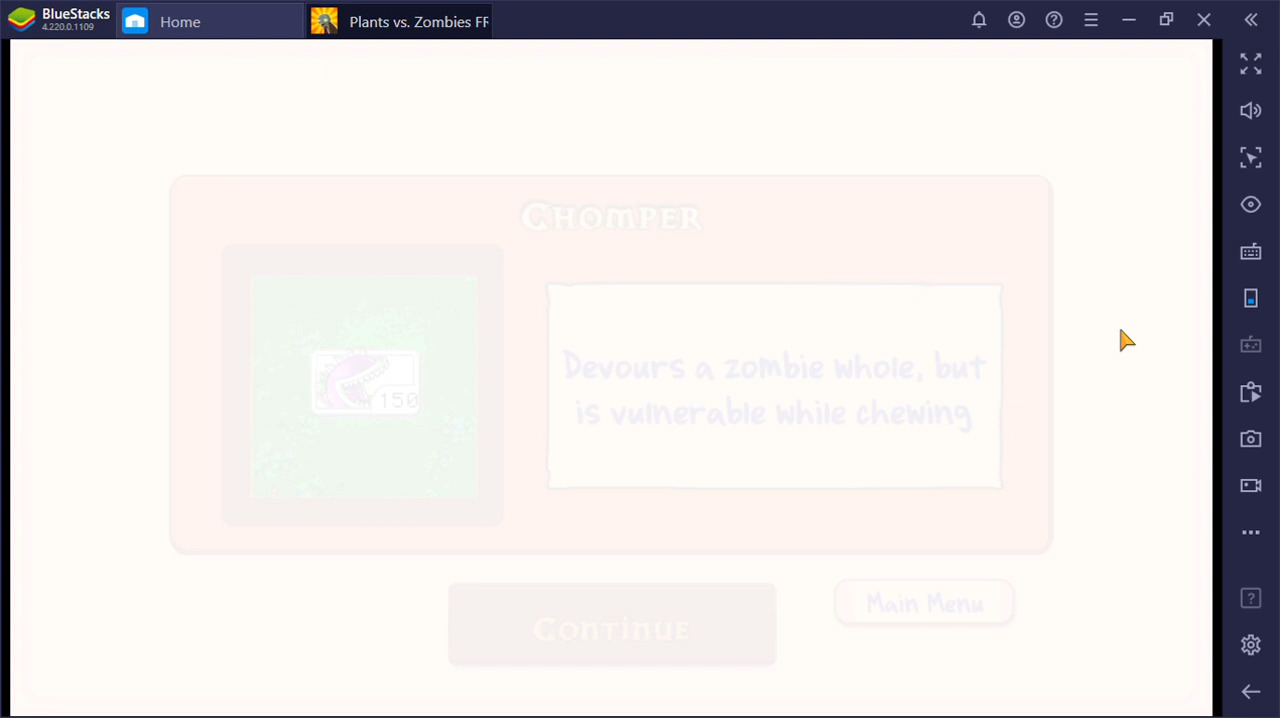 BlueStacks
4.220.0.1109
Home
Plants vs. Zombies FR
Chomper
150
Devours a zombie whole, but
is vulnerable while chewing
Continue
Main Menu